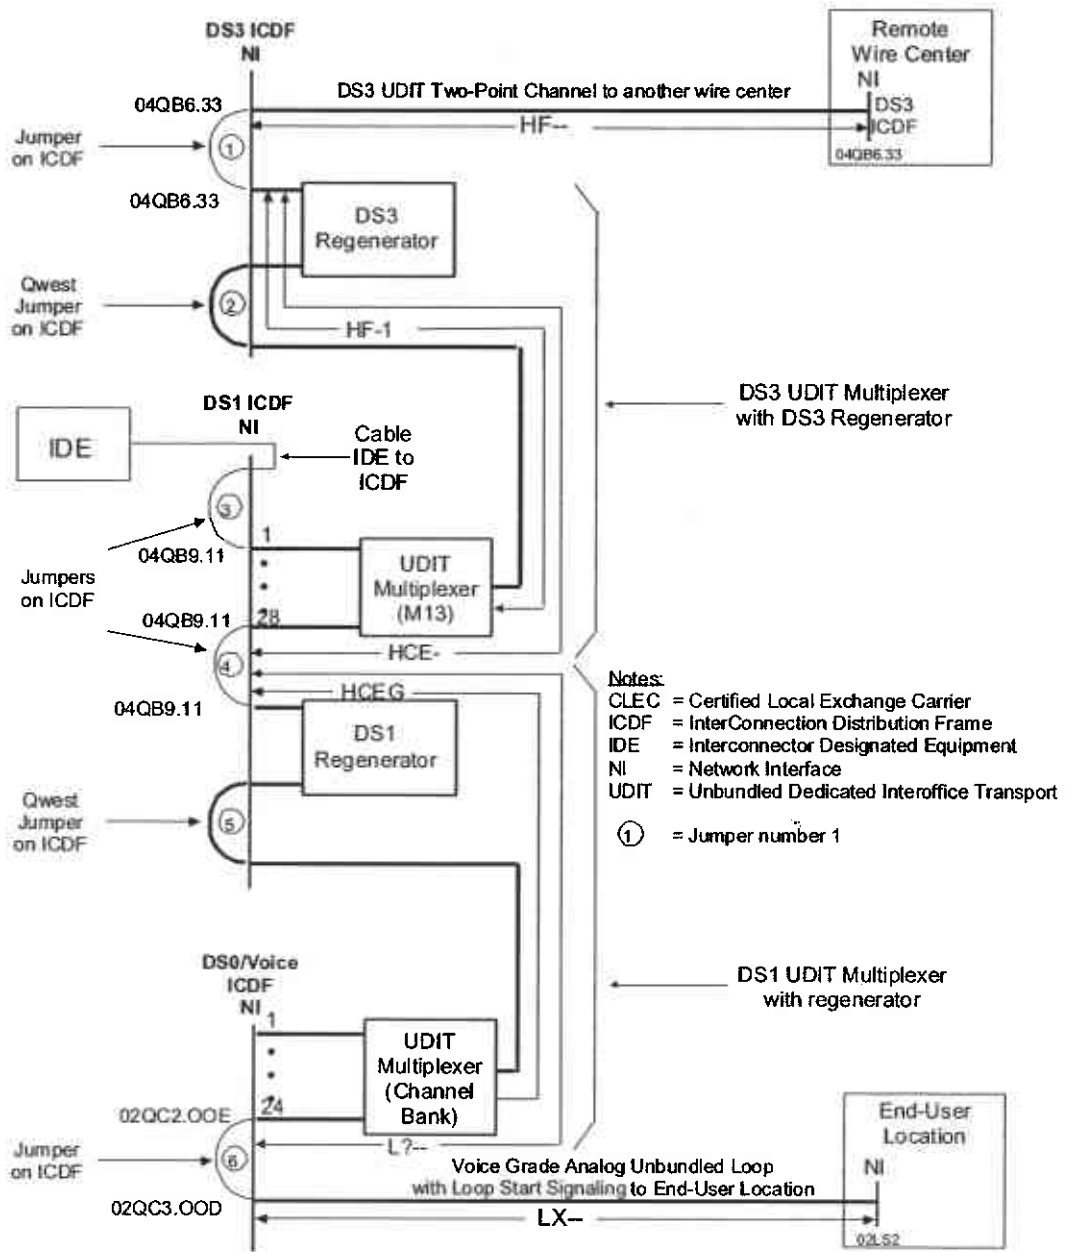 DS3 ICDF
NI
Remote
Wire Center
NI
DS3
ICDF
04QB6.33
04QB6.33
DS3 UDIT Two-Point Channel to another wire center
HF--
Jumper
on ICDF
1
04QB6.33
DS3
Regenerator
Qwest
Jumper
on ICDF
2
HF-1
DS3 UDIT Multiplexer
with DS3 Regenerator
DS1 ICDF
NI
IDE
Cable
IDE to
ICDF
3
04QB9.11
1
UDIT
Multiplexer
(M13)
Jumpers
on ICDF
04QB9.11
28
4
HCE-
HCEG
04QB9.11
DS1
Regenerator
Notes:
CLEC = Certified Local Exchange Carrier
ICDF = InterConnection Distribution Frame
IDE = Interconnector Designated Equipment
NI = Network Interface
UDIT = Unbundled Dedicated Interoffice Transport
1 = Jumper number 1
Qwest
Jumper
on ICDF
5
DS1 UDIT Multiplexer
with regenerator
DS0/Voice
ICDF
NI
1
UDIT
Multiplexer
(Channel
Bank)
24
02QC2.OOE
L?--
Jumper
on ICDF
6
02QC3.OOD
Voice Grade Analog Unbundled Loop
with Loop Start Signaling to End-User Location
LX--
End-User
Location
NI
02LS2